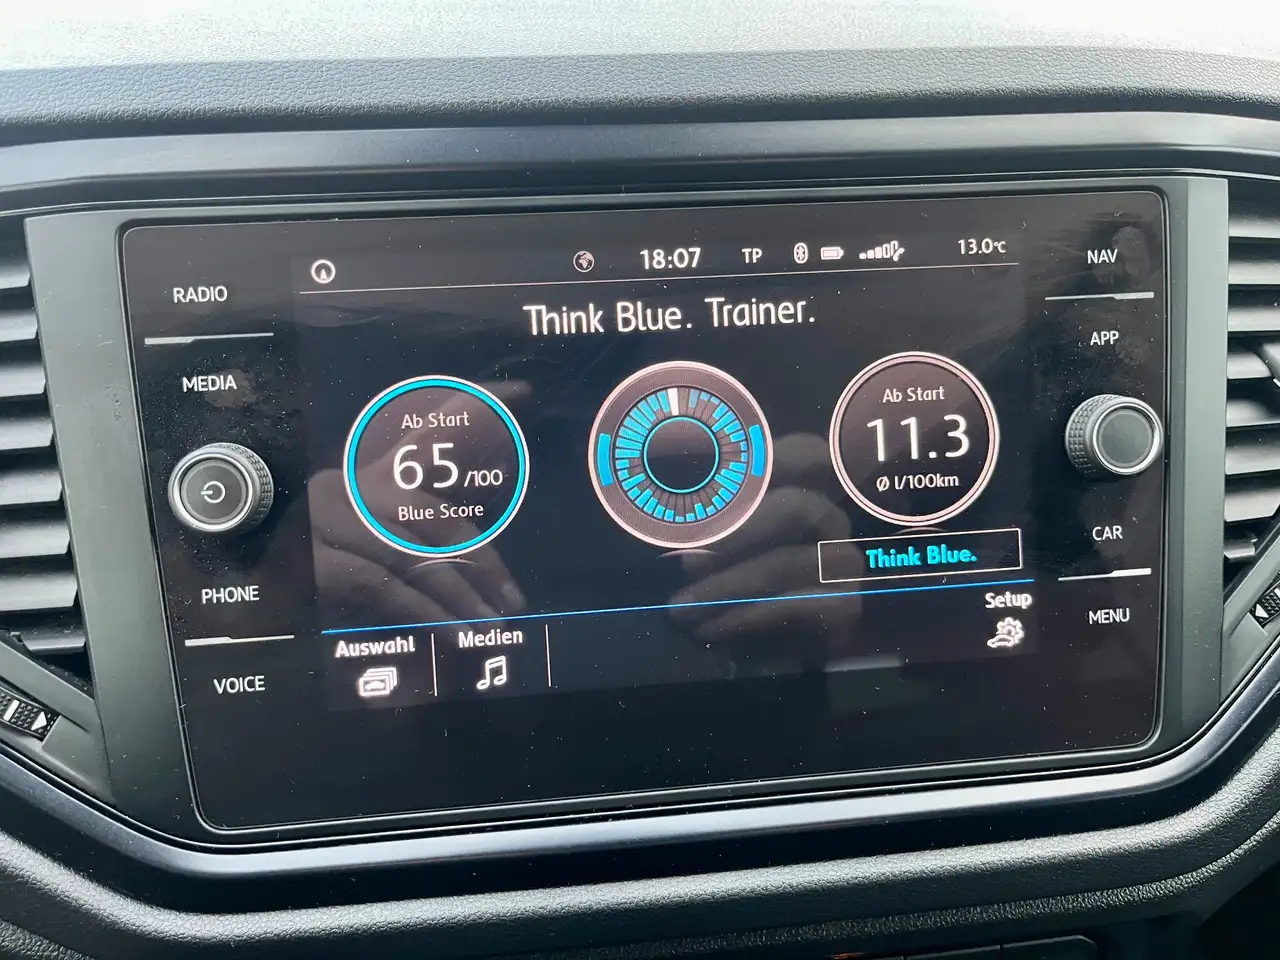 18:07 TP 13.0°C
Think Blue. Trainer.
RADIO
MEDIA
PHONE
VOICE
Ab Start
65/100
Blue Score
Ab Start
11.3
Ø l/100km
Think Blue.
Auswahl
Medien
Setup
NAV
APP
CAR
MENU